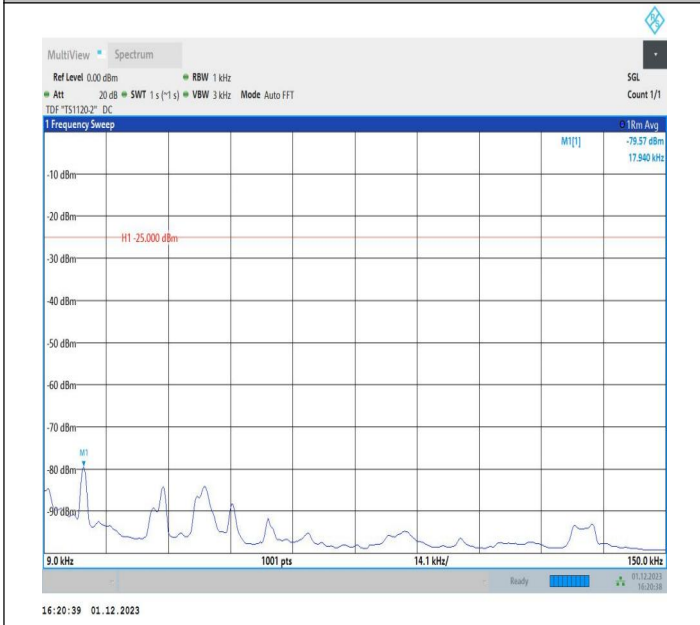 MultiView Spectrum
Ref Level 0.00 dBm RBW 1 kHz SGL
Att 20 dB SWT 1 s (~1 s) VBW 3 kHz Mode Auto FFT Count 1/1
TDF "TS1120-2" DC
1 Frequency Sweep 1Rm Avg
M1[1] -79.57 dBm
17.940 kHz
-10 dBm
-20 dBm
H1 -25.000 dBm
-30 dBm
-40 dBm
-50 dBm
-60 dBm
-70 dBm
M1
-80 dBm
-90 dBm
9.0 kHz 1001 pts 14.1 kHz/ 150.0 kHz
Ready 01.12.2023
16:20:38
16:20:39 01.12.2023